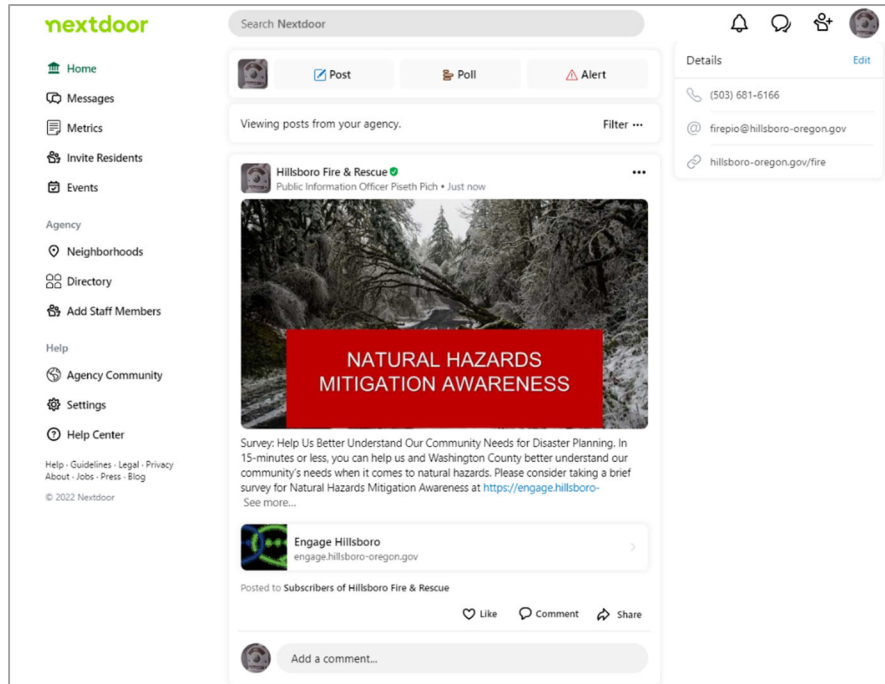 nextdoor
Search Nextdoor
Home
Messages
Metrics
Invite Residents
Events
Agency
Neighborhoods
Directory
Add Staff Members
Help
Agency Community
Settings
Help Center
Help · Guidelines · Legal · Privacy
About · Jobs · Press · Blog
© 2022 Nextdoor
Post
Poll
Alert
Viewing posts from your agency.
Filter •••
Hillsboro Fire & Rescue
Public Information Officer Piseth Pich • Just now
NATURAL HAZARDS
MITIGATION AWARENESS
Survey: Help Us Better Understand Our Community Needs for Disaster Planning. In
15-minutes or less, you can help us and Washington County better understand our
community's needs when it comes to natural hazards. Please consider taking a brief
survey for Natural Hazards Mitigation Awareness at https://engage.hillsboro-
See more...
Engage Hillsboro
engage.hillsboro-oregon.gov
Posted to Subscribers of Hillsboro Fire & Rescue
Like
Comment
Share
Add a comment...
Details
Edit
(503) 681-6166
firepio@hillsboro-oregon.gov
hillsboro-oregon.gov/fire